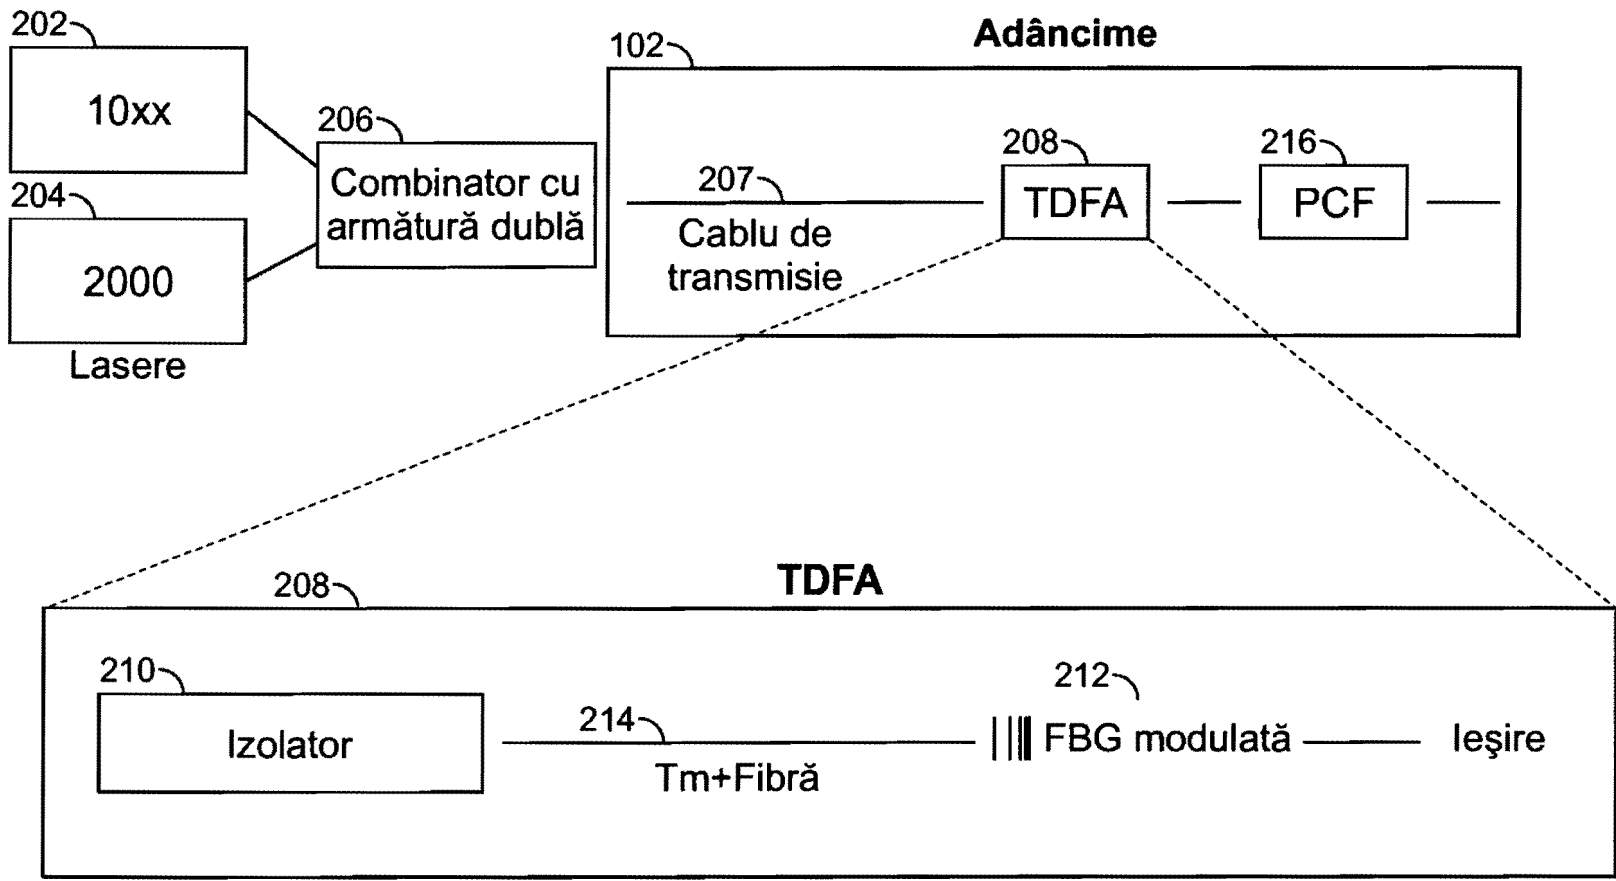 202
10xx
204
2000
Lasere
206
Combinator cu
armătură dublă
Adâncime
102
207
Cablu de
transmisie
208
TDFA
216
PCF
TDFA
208
210
Izolator
214
Tm+Fibră
212
FBG modulată
Ieşire